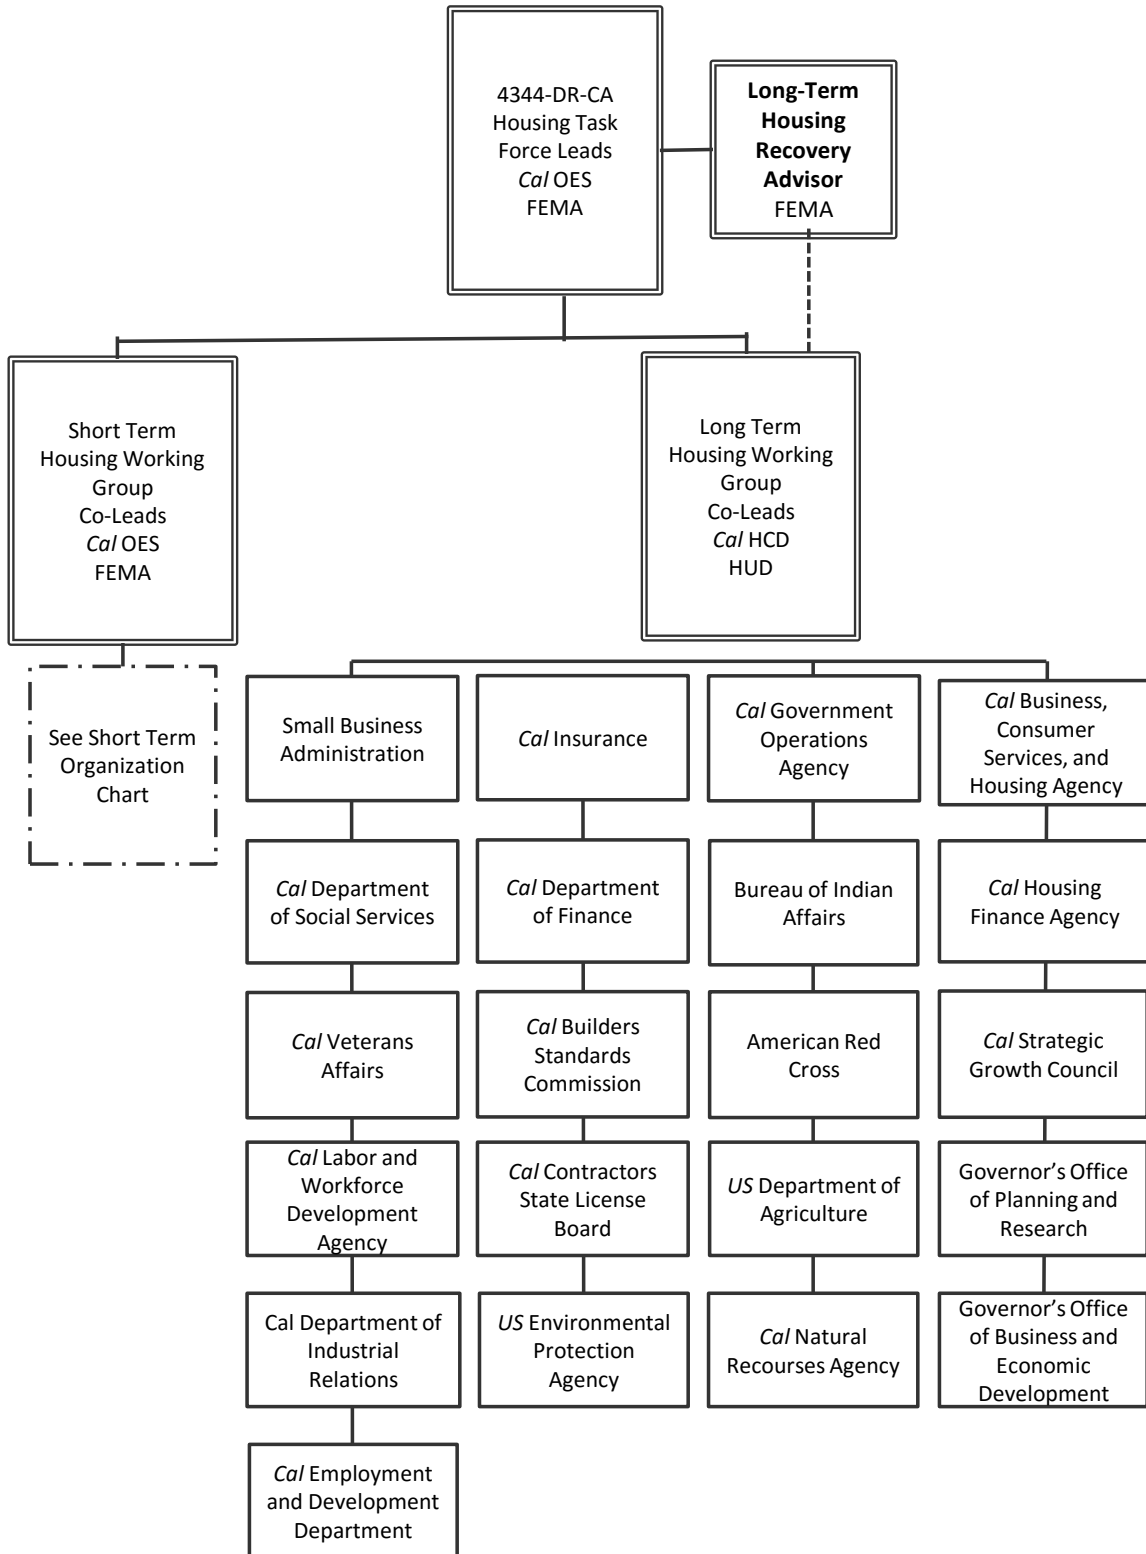 4344-DR-CA
Housing Task
Force Leads
Cal OES
FEMA
Long-Term
Housing
Recovery
Advisor
FEMA
Short Term
Housing Working
Group
Co-Leads
Cal OES
FEMA
Long Term
Housing Working
Group
Co-Leads
Cal HCD
HUD
See Short Term
Organization
Chart
Small Business
Administration
Cal Insurance
Cal Government
Operations
Agency
Cal Business,
Consumer
Services, and
Housing Agency
Cal Department
of Social Services
Cal Department
of Finance
Bureau of Indian
Affairs
Cal Housing
Finance Agency
Cal Veterans
Affairs
Cal Builders
Standards
Commission
American Red
Cross
Cal Strategic
Growth Council
Cal Labor and
Workforce
Development
Agency
Cal Contractors
State License
Board
US Department of
Agriculture
Governor’s Office
of Planning and
Research
Cal Department of
Industrial
Relations
US Environmental
Protection
Agency
Cal Natural
Recourses Agency
Governor’s Office
of Business and
Economic
Development
Cal Employment
and Development
Department